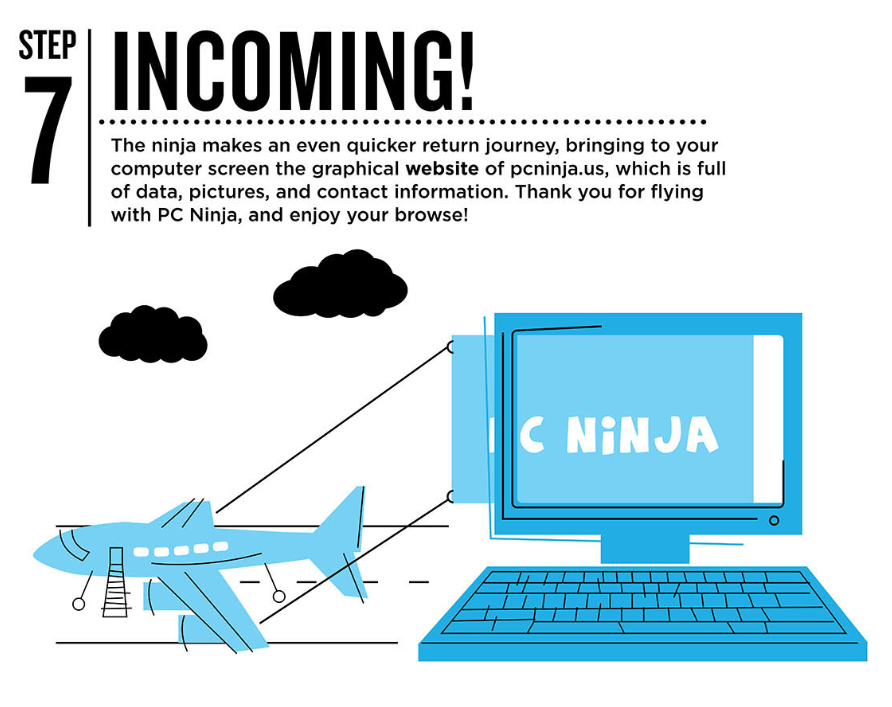 STEP
7
INCOMING!
The ninja makes an even quicker return journey, bringing to your
computer screen the graphical website of pcninja.us, which is full
of data, pictures, and contact information. Thank you for flying
with PC Ninja, and enjoy your browse!
PC NiNJA